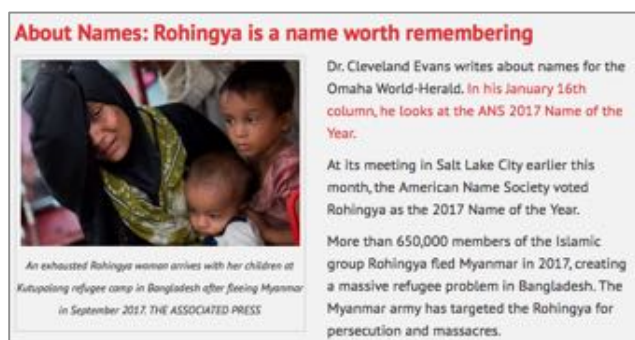 About Names: Rohingya is a name worth remembering
An exhausted Rohingya woman arrives with her children at
Kutupalong refugee camp in Bangladesh after fleeing Myanmar
in September 2017. THE ASSOCIATED PRESS
Dr. Cleveland Evans writes about names for the
Omaha World-Herald. In his January 16th
column, he looks at the ANS 2017 Name of the
Year.
At its meeting in Salt Lake City earlier this
month, the American Name Society voted
Rohingya as the 2017 Name of the Year.
More than 650,000 members of the Islamic
group Rohingya fled Myanmar in 2017, creating
a massive refugee problem in Bangladesh. The
Myanmar army has targeted the Rohingya for
persecution and massacres.